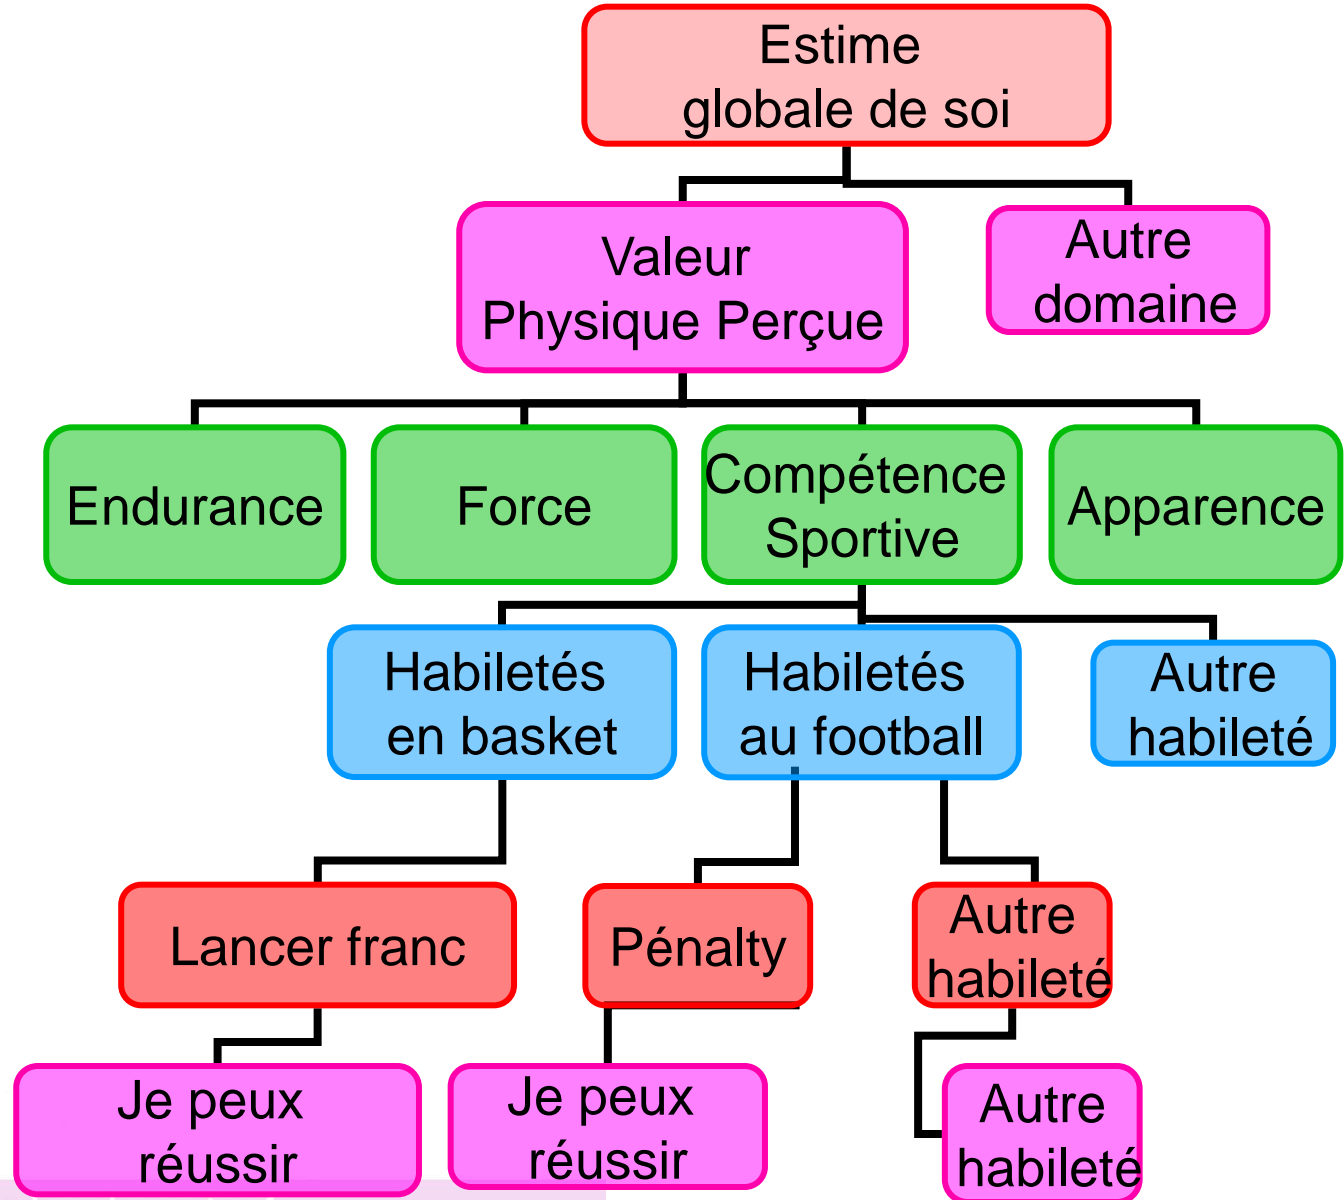 Estime
globale de soi
Valeur
Physique Perçue
Autre
domaine
Endurance
Force
Compétence
Sportive
Apparence
Habiletés
en basket
Habiletés
au football
Autre
habileté
Lancer franc
Pénalty
Autre
habileté
Je peux
réussir
Je peux
réussir
Autre
habileté